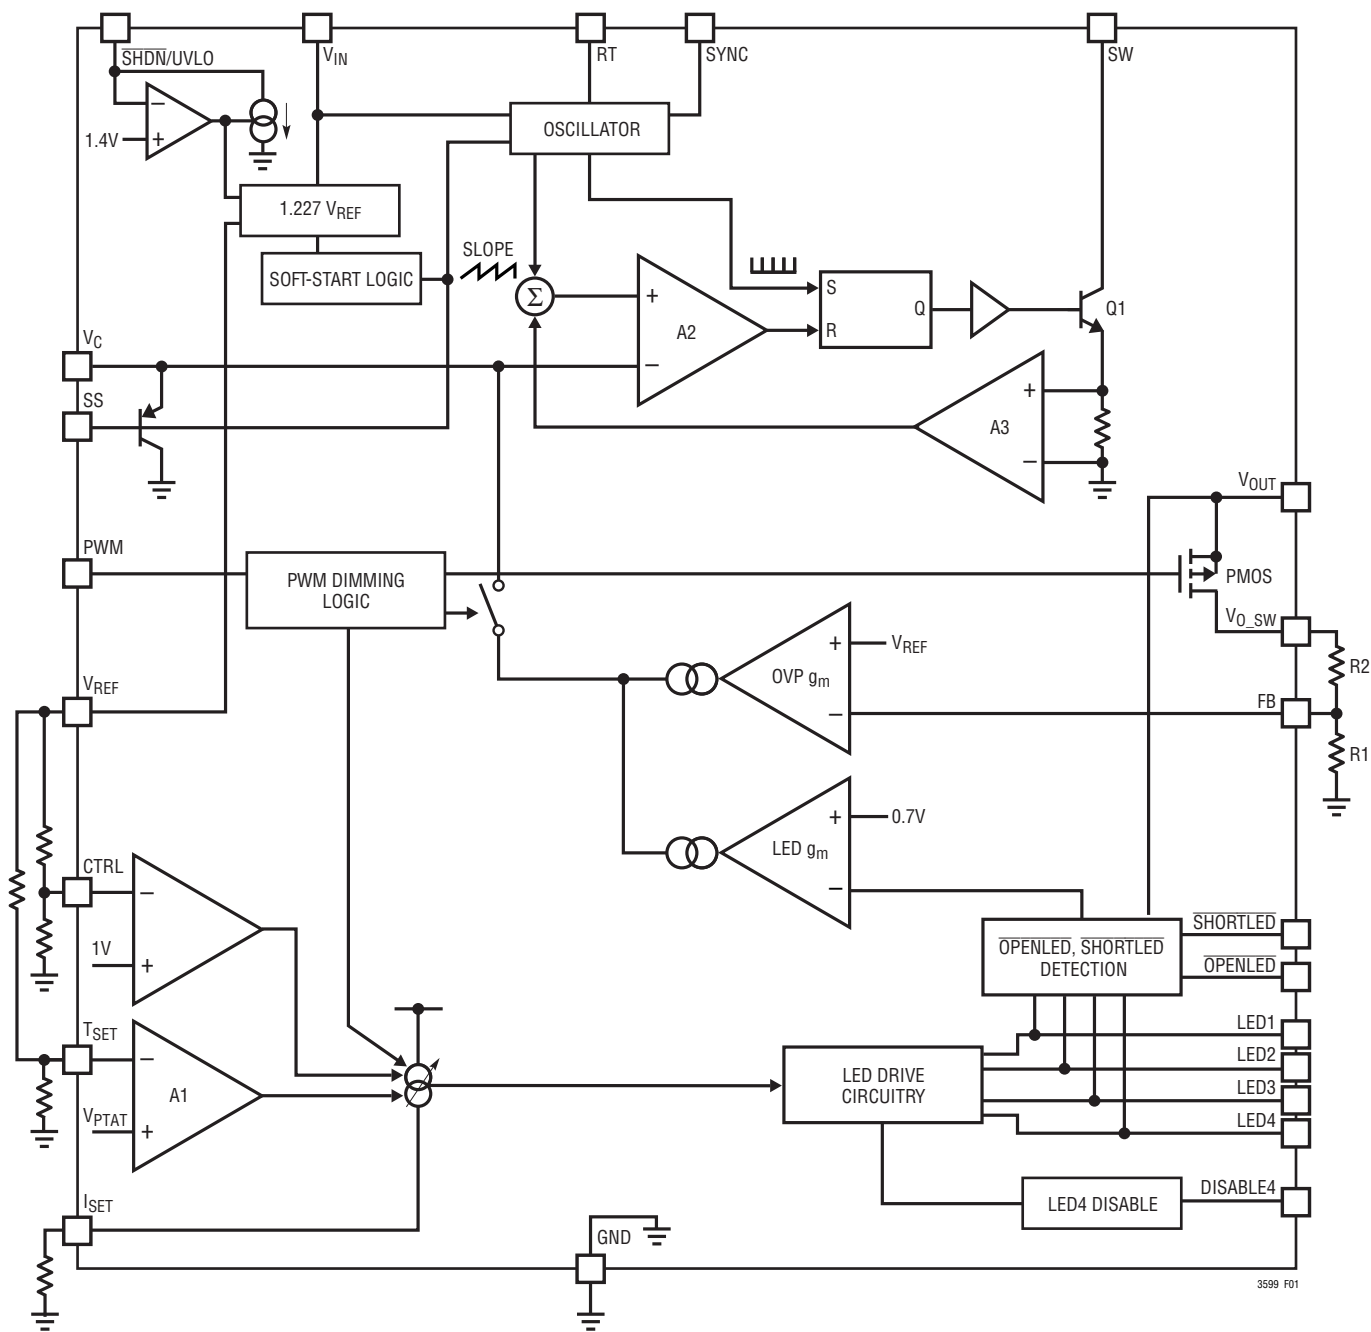 SHDN/UVLO
VIN
RT
SYNC
SW
1.4V
−
+
OSCILLATOR
1.227 VREF
SOFT-START LOGIC
SLOPE
Σ
+
A2
−
S
R
Q
Q1
VC
SS
+
A3
−
VOUT
PWM
PWM DIMMING
LOGIC
PMOS
VO_SW
R2
+
VREF
OVP gm
−
FB
R1
VREF
+
0.7V
LED gm
−
CTRL
−
1V
+
SHORTLED
OPENLED, SHORTLED
DETECTION
OPENLED
TSET
−
A1
VPTAT
+
LED1
LED2
LED3
LED4
LED DRIVE
CIRCUITRY
ISET
LED4 DISABLE
DISABLE4
GND
3599 F01